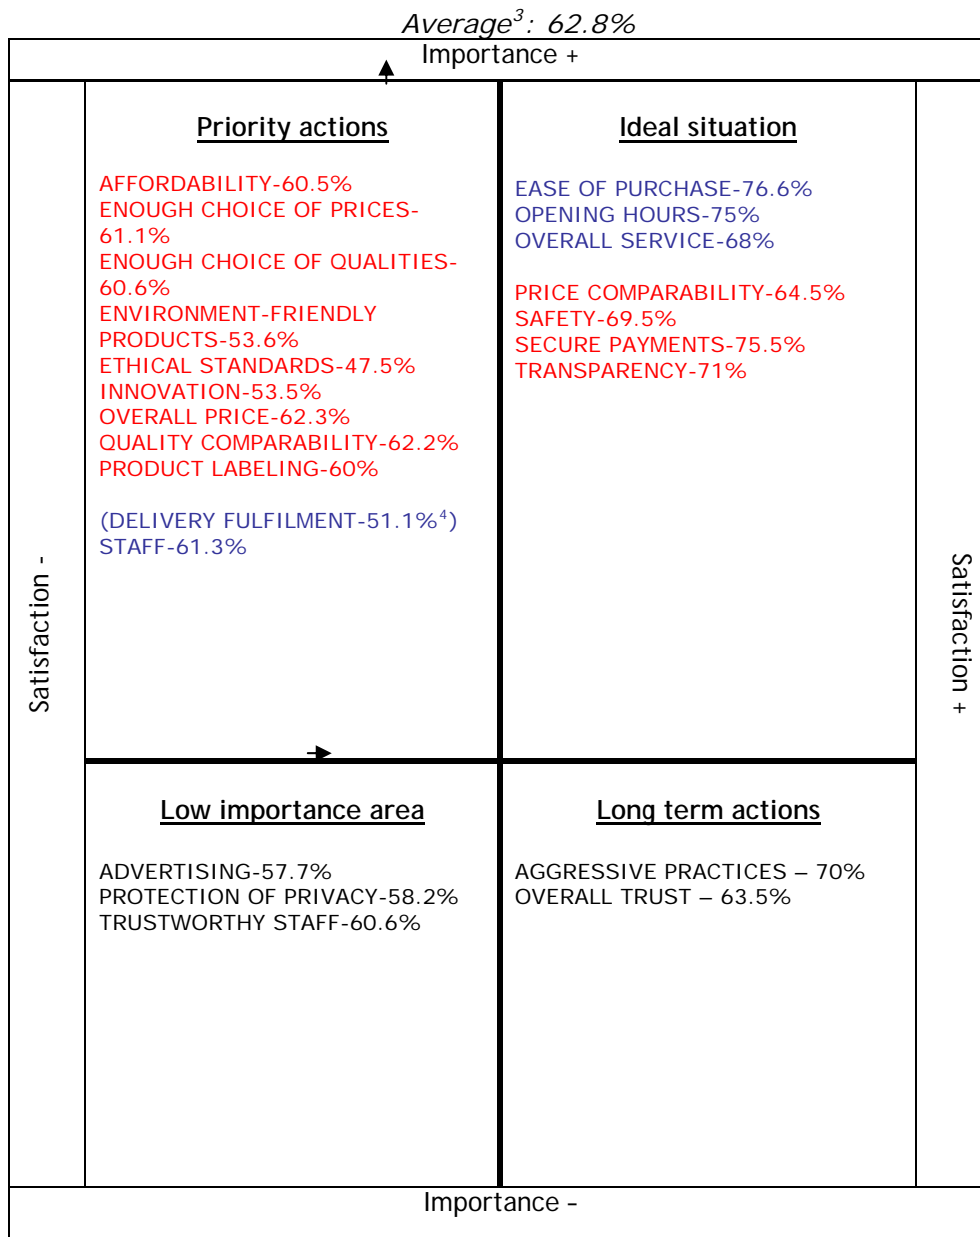 Average³: 62.8%
Importance +
Priority actions
AFFORDABILITY-60.5%
ENOUGH CHOICE OF PRICES-
61.1%
ENOUGH CHOICE OF QUALITIES-
60.6%
ENVIRONMENT-FRIENDLY
PRODUCTS-53.6%
ETHICAL STANDARDS-47.5%
INNOVATION-53.5%
OVERALL PRICE-62.3%
QUALITY COMPARABILITY-62.2%
PRODUCT LABELING-60%
(DELIVERY FULFILMENT-51.1%⁴)
STAFF-61.3%
Ideal situation
EASE OF PURCHASE-76.6%
OPENING HOURS-75%
OVERALL SERVICE-68%
PRICE COMPARABILITY-64.5%
SAFETY-69.5%
SECURE PAYMENTS-75.5%
TRANSPARENCY-71%
Satisfaction -
Satisfaction +
Low importance area
ADVERTISING-57.7%
PROTECTION OF PRIVACY-58.2%
TRUSTWORTHY STAFF-60.6%
Long term actions
AGGRESSIVE PRACTICES – 70%
OVERALL TRUST – 63.5%
Importance -